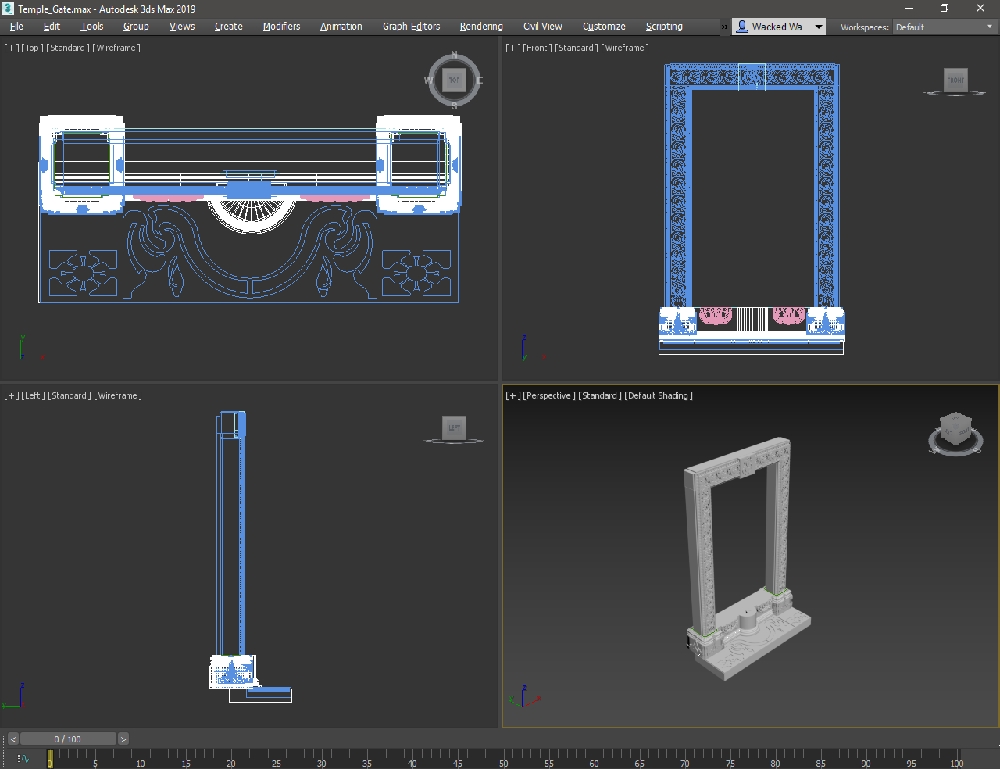 Temple_Gate.max - Autodesk 3ds Max 2019
File Edit Tools Group Views Create Modifiers Animation Graph Editors Rendering Civil View Customize Scripting » Wacked Wa Workspaces: Default
[+] [Top] [Standard] [Wireframe]
[+] [Front] [Standard] [Wireframe]
N
W TOP E
S
FRONT
[+] [Left] [Standard] [Wireframe]
[+] [Perspective] [Standard] [Default Shading]
LEFT
< 0 / 100 >
0 5 10 15 20 25 30 35 40 45 50 55 60 65 70 75 80 85 90 95 100